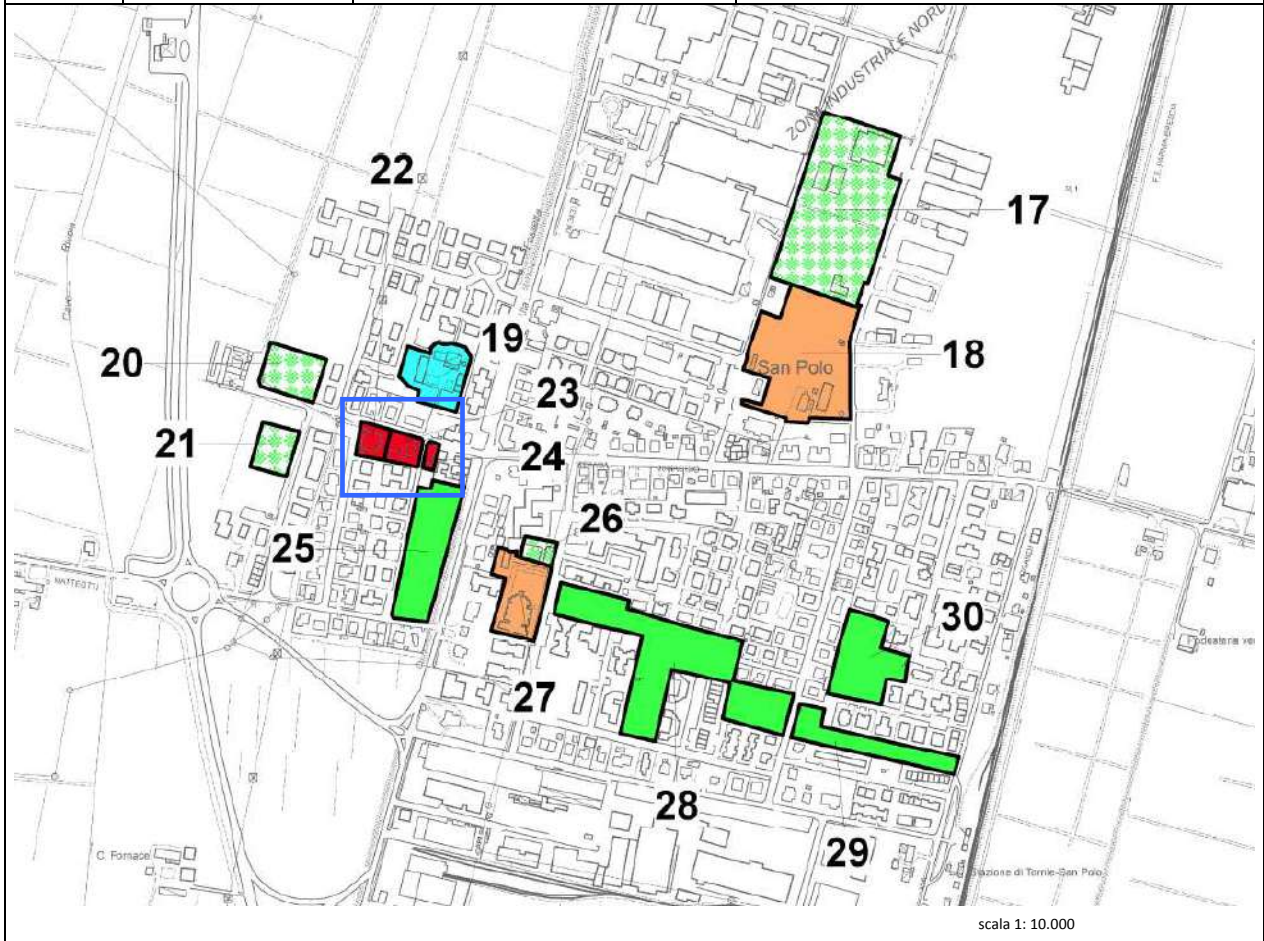 ZONA INDUSTRIALE NORD
22
17
19
18
San Polo
20
23
21
24
26
25
MATTEOTTI
30
27
28
29
C. Fornace
Stazione di Torrile-San Polo
scala 1: 10.000